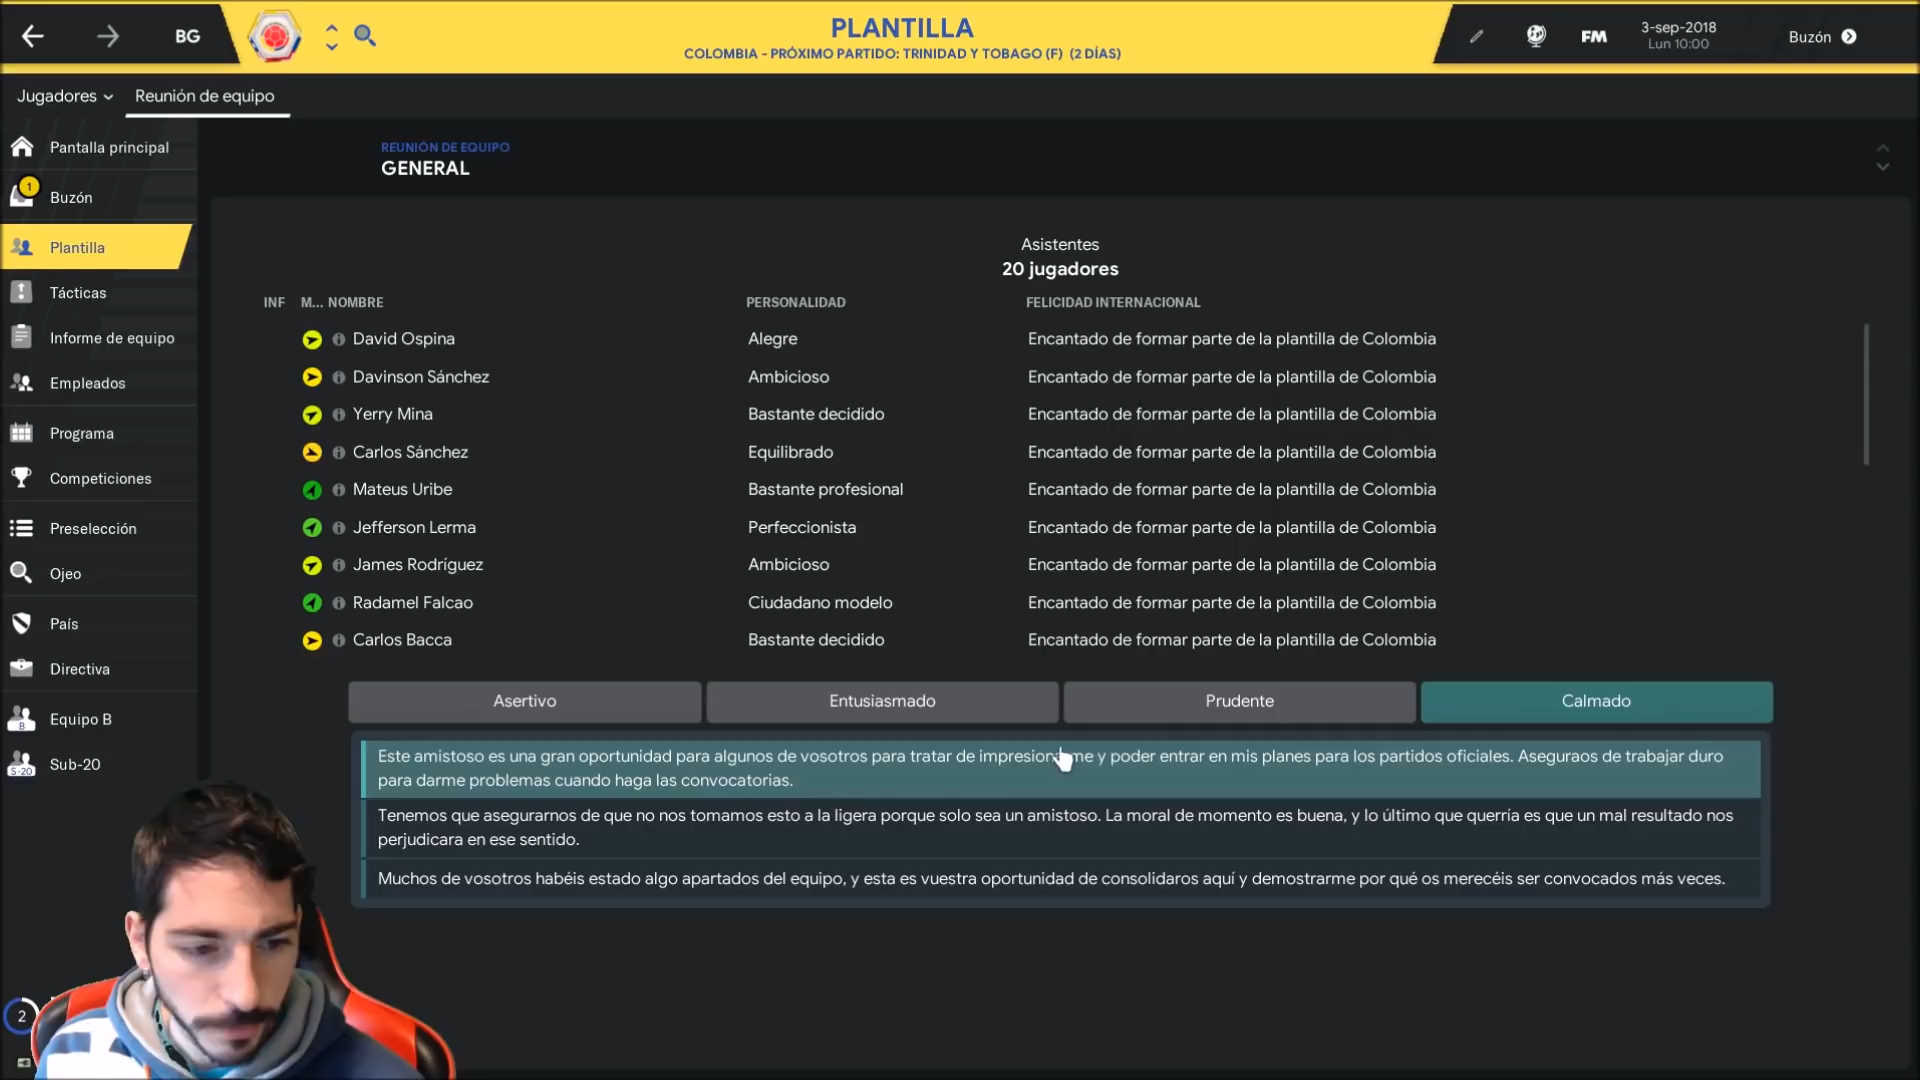 BG
PLANTILLA
COLOMBIA - PRÓXIMO PARTIDO: TRINIDAD Y TOBAGO (F) (2 DÍAS)
FM
3-sep-2018
Lun 10:00
Buzón
Jugadores
Reunión de equipo
Pantalla principal
1
Buzón
Plantilla
Tácticas
Informe de equipo
Empleados
Programa
Competiciones
Preselección
Ojeo
País
Directiva
B
Equipo B
S-20
Sub-20
2
REUNIÓN DE EQUIPO
GENERAL
Asistentes
20 jugadores
INF M... NOMBRE PERSONALIDAD FELICIDAD INTERNACIONAL
David Ospina Alegre Encantado de formar parte de la plantilla de Colombia
Davinson Sánchez Ambicioso Encantado de formar parte de la plantilla de Colombia
Yerry Mina Bastante decidido Encantado de formar parte de la plantilla de Colombia
Carlos Sánchez Equilibrado Encantado de formar parte de la plantilla de Colombia
Mateus Uribe Bastante profesional Encantado de formar parte de la plantilla de Colombia
Jefferson Lerma Perfeccionista Encantado de formar parte de la plantilla de Colombia
James Rodríguez Ambicioso Encantado de formar parte de la plantilla de Colombia
Radamel Falcao Ciudadano modelo Encantado de formar parte de la plantilla de Colombia
Carlos Bacca Bastante decidido Encantado de formar parte de la plantilla de Colombia
Asertivo Entusiasmado Prudente Calmado
Este amistoso es una gran oportunidad para algunos de vosotros para tratar de impresionarme y poder entrar en mis planes para los partidos oficiales. Aseguraos de trabajar duro
para darme problemas cuando haga las convocatorias.
Tenemos que asegurarnos de que no nos tomamos esto a la ligera porque solo sea un amistoso. La moral de momento es buena, y lo último que querría es que un mal resultado nos
perjudicara en ese sentido.
Muchos de vosotros habéis estado algo apartados del equipo, y esta es vuestra oportunidad de consolidaros aquí y demostrarme por qué os merecéis ser convocados más veces.